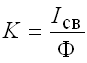 K = I_св / Ф